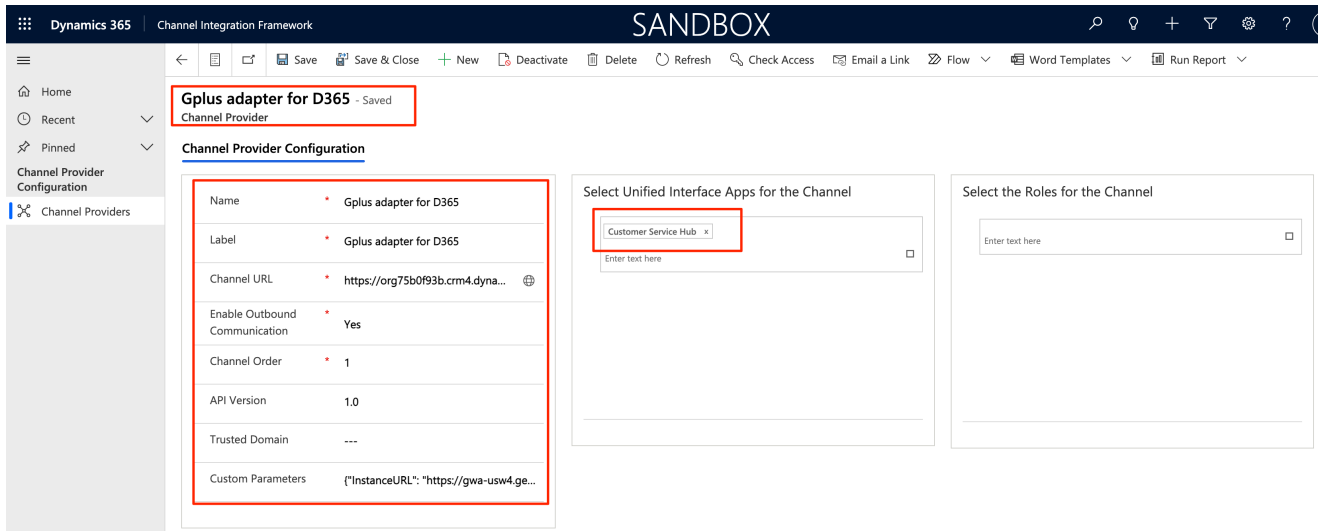 Dynamics 365 Channel Integration Framework SANDBOX ?
Save Save & Close New Deactivate Delete Refresh Check Access Email a Link Flow Word Templates Run Report
Home
Recent
Pinned
Channel Provider
Configuration
Channel Providers
Gplus adapter for D365 - Saved
Channel Provider
Channel Provider Configuration
Name * Gplus adapter for D365
Label * Gplus adapter for D365
Channel URL * https://org75b0f93b.crm4.dyna...
Enable Outbound
Communication * Yes
Channel Order * 1
API Version 1.0
Trusted Domain ---
Custom Parameters {"InstanceURL": "https://gwa-usw4.ge...
Select Unified Interface Apps for the Channel
Customer Service Hub x
Enter text here
Select the Roles for the Channel
Enter text here